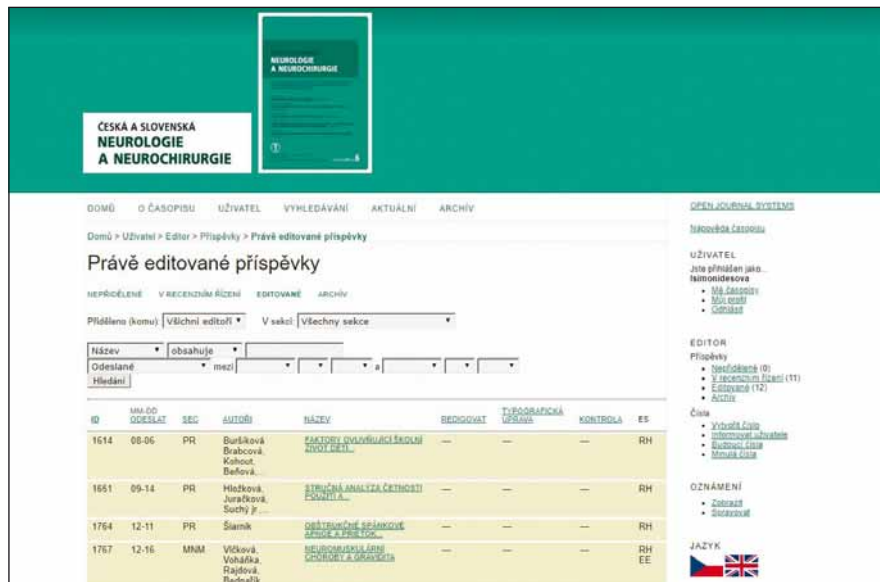 NEUROLOGIE
A NEUROCHIRURGIE
ČESKÁ A SLOVENSKÁ
NEUROLOGIE
A NEUROCHIRURGIE
DOMŮ O ČASOPISU UŽIVATEL VYHLEDÁVÁNÍ AKTUÁLNÍ ARCHÍV
Domů > Uživatel > Editor > Příspěvky > Právě editované příspěvky
Právě editované příspěvky
NEPŘIDĚLENÉ V RECENZNÍM ŘÍZENÍ EDITOVANÉ ARCHÍV
Přiděleno (komu): Všichni editoři V sekci: Všechny sekce
Název obsahuje
Odeslané mezi a
Hledání
ID MM-DD ODESLAT SEC AUTOŘI NÁZEV REDIGOVAT TYPOGRAFICKÁ ÚPRAVA KONTROLA ES
1614 08-06 PR Buršíková FAKTORY OVLIVŇUJÍCÍ ŠKOLNÍ — — — RH
Brabcová, ŽIVOT DĚTÍ...
Kohout,
Beňová,...
1651 09-14 PR Hložková, STRUČNÁ ANALÝZA ČETNOSTI — — — RH
Juračková, POUŽITÍ A...
Suchý jr ...
1764 12-11 PR Šiarnik OBŠTRUKČNÉ SPÁNKOVÉ — — — RH
APNOE A PRIETOK...
1767 12-16 MNM Vlčková, NEUROMUSKULÁRNÍ — — — RH
Voháňka, CHOROBY A GRAVIDITA EE
Rajdová,
Bednařík
OPEN JOURNAL SYSTEMS
Nápověda časopisu
UŽIVATEL
Jste přihlášen jako...
lsimonidesova
Mé časopisy
Můj profil
Odhlásit
EDITOR
Příspěvky
Nepřidělené (0)
V recenzním řízení (11)
Editované (12)
Archív
Čísla
Vytvořit číslo
Informovat uživatele
Budoucí čísla
Minulá čísla
OZNÁMENÍ
Zobrazit
Spravovat
JAZYK